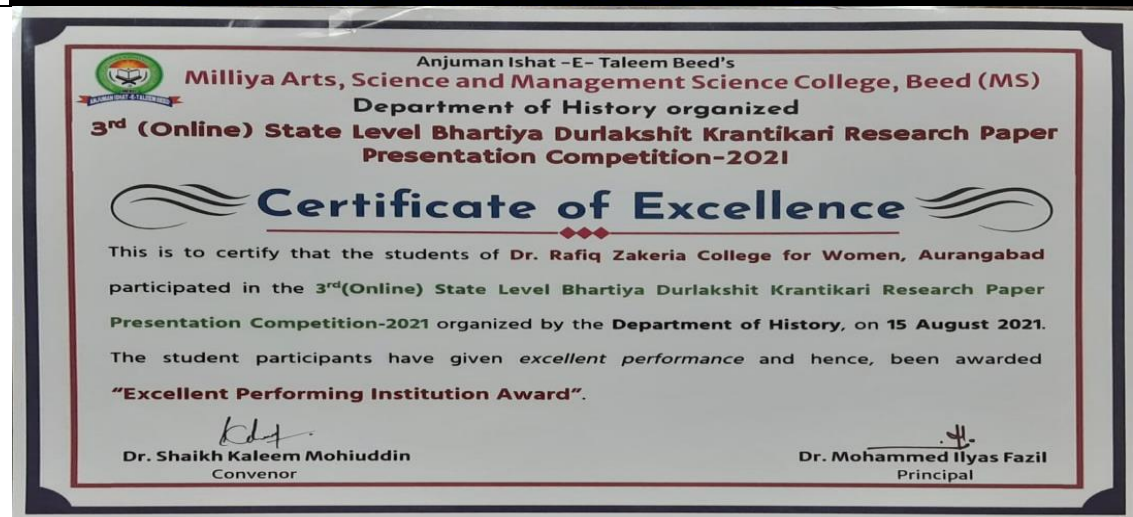 Anjuman Ishat –E– Taleem Beed's
Milliya Arts, Science and Management Science College, Beed (MS)
Department of History organized
3rd (Online) State Level Bhartiya Durlakshit Krantikari Research Paper
Presentation Competition-2021
Certificate of Excellence
This is to certify that the students of Dr. Rafiq Zakeria College for Women, Aurangabad
participated in the 3rd(Online) State Level Bhartiya Durlakshit Krantikari Research Paper
Presentation Competition-2021 organized by the Department of History, on 15 August 2021.
The student participants have given excellent performance and hence, been awarded
"Excellent Performing Institution Award".
Dr. Shaikh Kaleem Mohiuddin
Convenor
Dr. Mohammed Ilyas Fazil
Principal
ANJUMAN ISHAT-E-TALEEM BEED